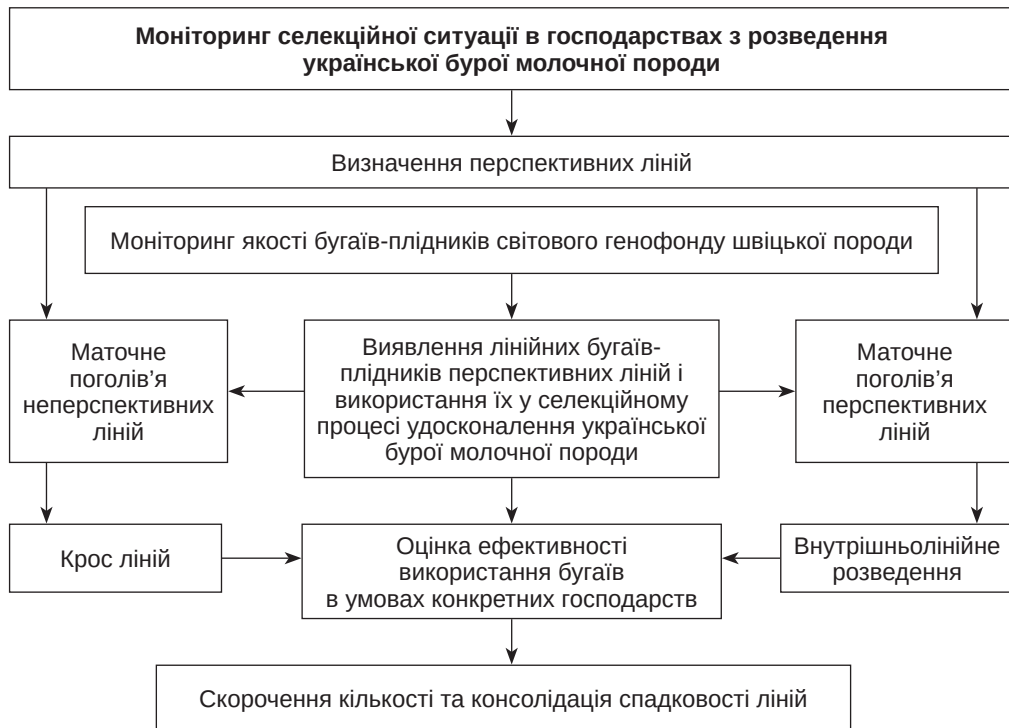 Моніторинг селекційної ситуації в господарствах з розведення
української бурої молочної породи
Визначення перспективних ліній
Моніторинг якості бугаїв-плідників світового генофонду швіцької породи
Маточне
поголів’я
неперспективних
ліній
Виявлення лінійних бугаїв-
плідників перспективних ліній і
використання їх у селекційному
процесі удосконалення української
бурої молочної породи
Маточне
поголів’я
перспективних
ліній
Крос ліній
Оцінка ефективності
використання бугаїв
в умовах конкретних господарств
Внутрішньолінійне
розведення
Скорочення кількості та консолідація спадковості ліній